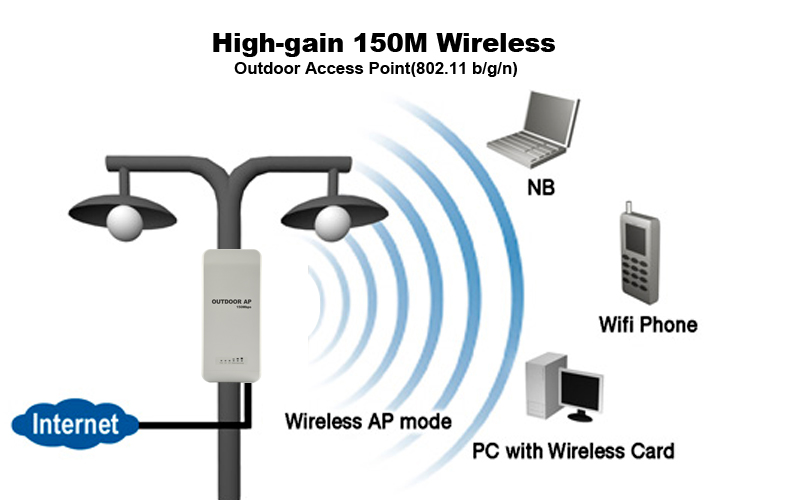 High-gain 150M Wireless
Outdoor Access Point(802.11 b/g/n)
NB
OUTDOOR AP
150Mbps
Wifi Phone
Internet
Wireless AP mode
PC with Wireless Card